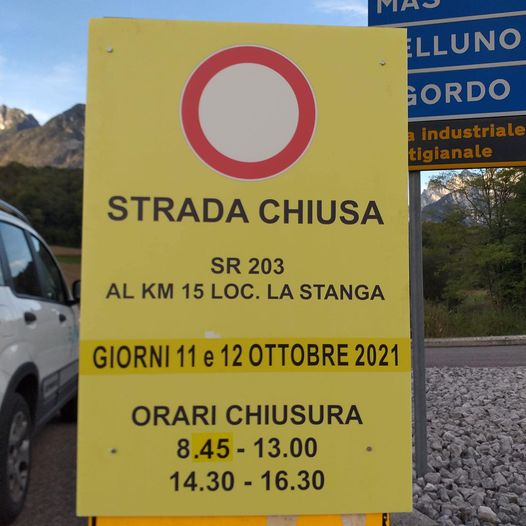 MAS
ELLUNO
GORDO
a industriale
tigianale
STRADA CHIUSA
SR 203
AL KM 15 LOC. LA STANGA
GIORNI 11 e 12 OTTOBRE 2021
ORARI CHIUSURA
8.45 - 13.00
14.30 - 16.30